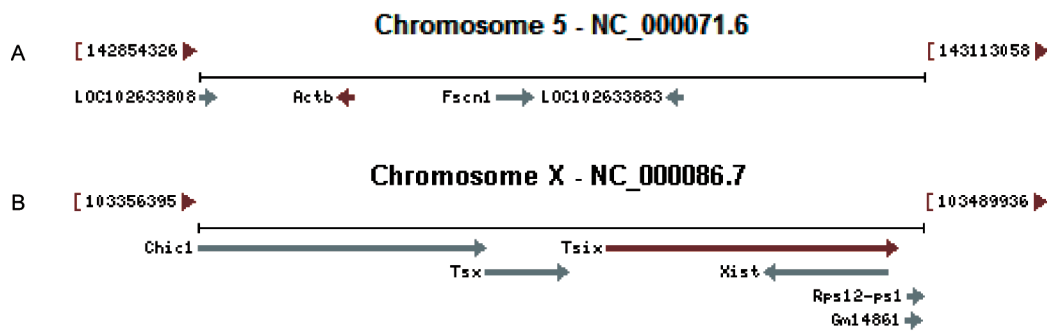 Chromosome 5 - NC_000071.6
A
[142854326
[143113058
LOC102633808
Actb
Fscn1
LOC102633883
Chromosome X - NC_000086.7
B
[103356395
[103489936
Chic1
Tsix
Tsx
Xist
Rps12-ps1
Gm14861